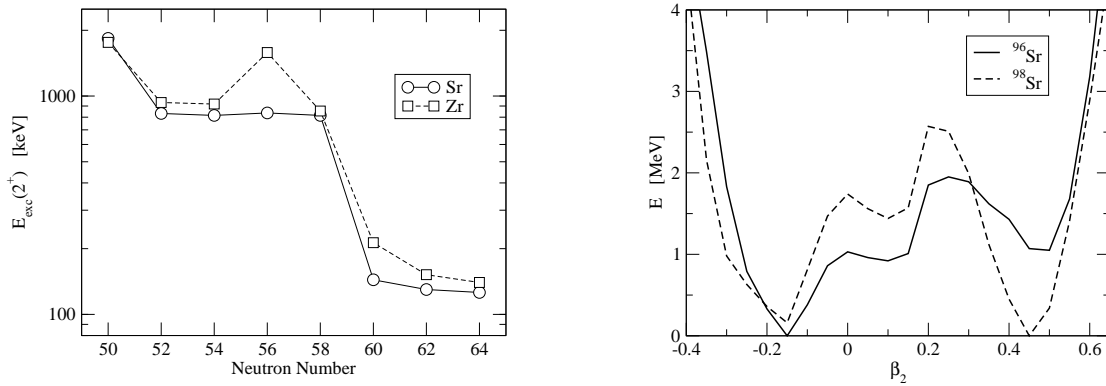 1000
100
E_exc(2^+) [keV]
50 52 54 56 58 60 62 64
Neutron Number
Sr
Zr
4
3
2
1
0
E [MeV]
-0.4 -0.2 0 0.2 0.4 0.6
β_2
^96Sr
^98Sr